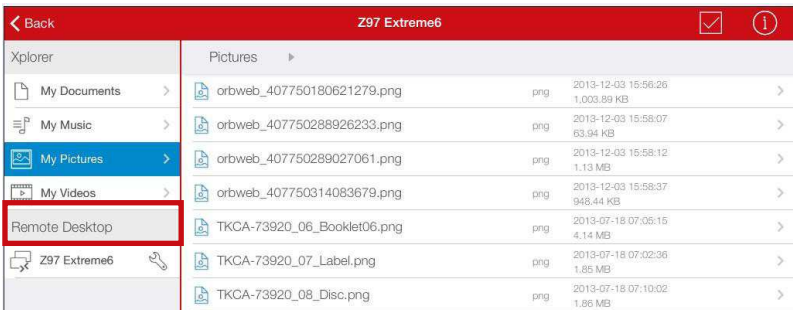 Back
Z97 Extreme6
Xplorer
Pictures
My Documents
My Music
My Pictures
My Videos
Remote Desktop
Z97 Extreme6
orbweb_407750180621279.png png 2013-12-03 15:56:26
1,003.89 KB
orbweb_407750288926233.png png 2013-12-03 15:58:07
63.94 KB
orbweb_407750289027061.png png 2013-12-03 15:58:12
1.13 MB
orbweb_407750314083679.png png 2013-12-03 15:58:37
948.44 KB
TKCA-73920_06_Booklet06.png png 2013-07-18 07:05:15
4.14 MB
TKCA-73920_07_Label.png png 2013-07-18 07:02:36
1.85 MB
TKCA-73920_08_Disc.png png 2013-07-18 07:10:02
1.86 MB